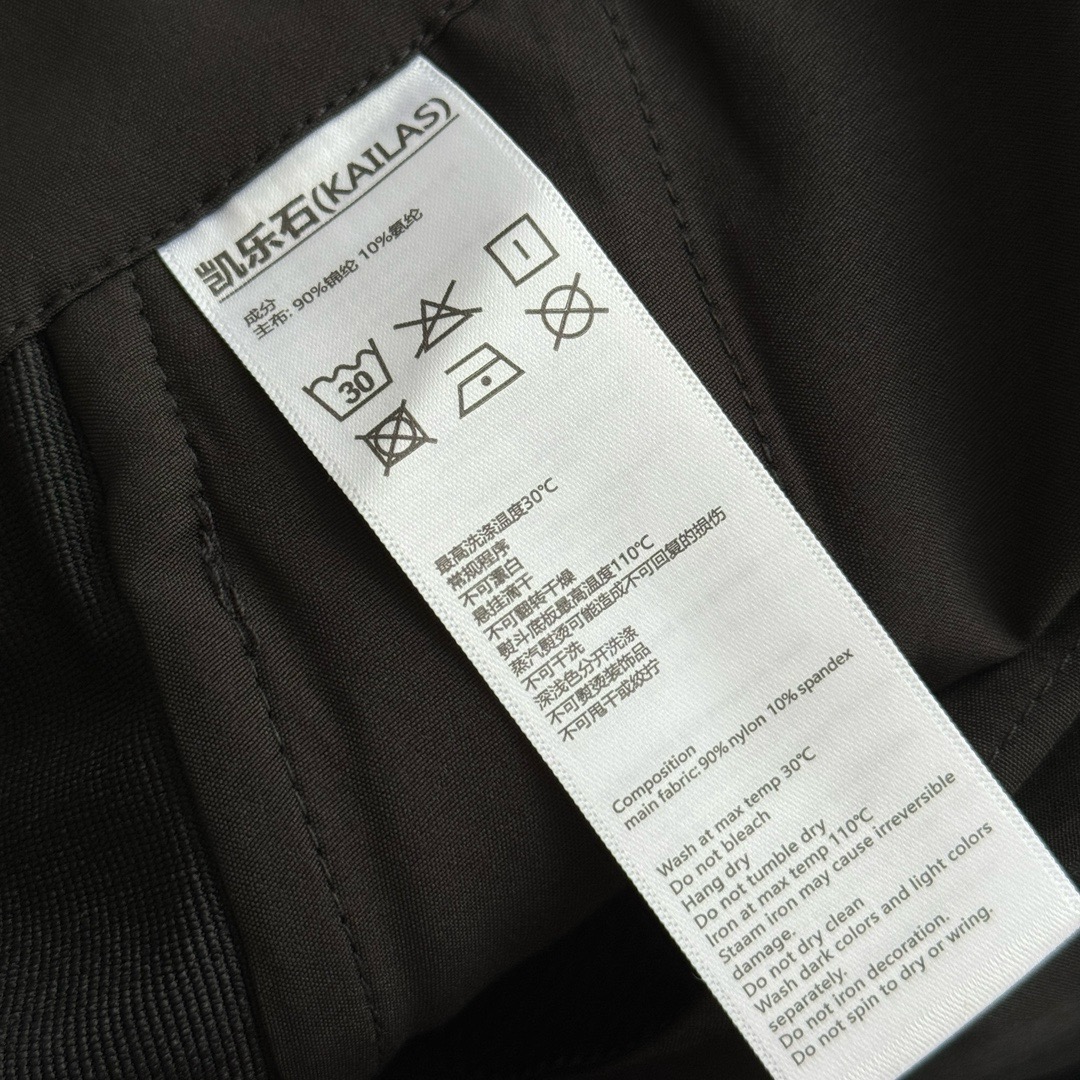 凯乐石(KAILAS)
成分
主布: 90%锦纶 10%氨纶
30
最高洗涤温度30℃
常规程序
不可漂白
悬挂滴干
不可翻转干燥
熨斗底板最高温度110℃
蒸汽熨烫可能造成不可回复的损伤
不可干洗
深浅色分开洗涤
不可熨烫装饰品
不可甩干或绞拧
Composition
main fabric: 90% nylon 10% spandex
Wash at max temp 30℃
Do not bleach
Hang dry
Do not tumble dry
Iron at max temp 110℃
Staam iron may cause irreversible
damage.
Do not dry clean
Wash dark colors and light colors
separately.
Do not iron decoration.
Do not spin to dry or wring.